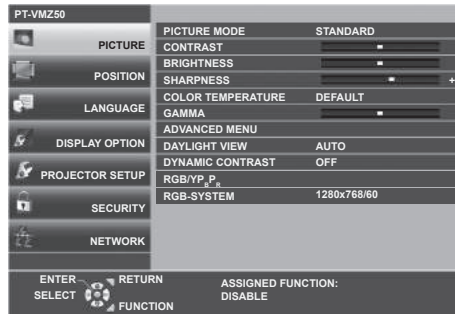 PT-VMZ50
PICTURE
POSITION
LANGUAGE
DISPLAY OPTION
PROJECTOR SETUP
SECURITY
NETWORK
PICTURE MODE STANDARD
CONTRAST
BRIGHTNESS
SHARPNESS +
COLOR TEMPERATURE DEFAULT
GAMMA
ADVANCED MENU
DAYLIGHT VIEW AUTO
DYNAMIC CONTRAST OFF
RGB/YPBPR
RGB-SYSTEM 1280x768/60
ENTER RETURN
SELECT FUNCTION
ASSIGNED FUNCTION:
DISABLE